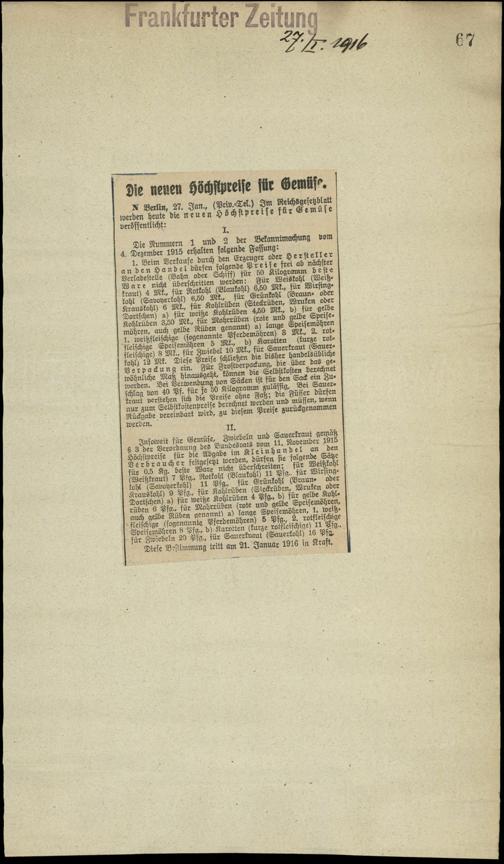 Frankfurter Zeitung
27./I. 1916
67
Die neuen Höchstpreise für Gemüse.
N Berlin, 27. Jan., (Priv.-Tel.) Im Reichsgesetzblatt
werden heute die neuen Höchstpreise für Gemüse
veröffentlicht:
I.
Die Nummern 1 und 2 der Bekanntmachung vom
4. Dezember 1915 erhalten folgende Fassung:
1. Beim Verkaufe durch den Erzeuger oder Hersteller
an den Handel dürfen folgende Preise frei ab nächster
Verladestelle (Bahn oder Schiff) für 50 Kilogramm beste
Ware nicht überschritten werden: Für Weiskohl (Weiß-
kraut) 4 Mk., für Rotkohl (Blaukohl) 6,50 Mk., für Wirsing-
kohl (Savoyerkohl) 6,50 Mk., für Grünkohl (Braun- oder
Krauskohl) 6 Mk., für Kohlrüben (Steckrüben, Wruken oder
Dortschen) a) für weiße Kohlrüben 4,50 Mk., b) für gelbe
Kohlrüben 3,50 Mk., für Mohrrüben (rote und gelbe Speise-
möhren, auch gelbe Rüben genannt) a) lange Speisemöhren
1. weißfleischige (sogenannte Pferdemöhren) 3 Mk., 2. rot-
fleischige Speisemöhren 5 Mk., b) Karotten (kurze rot-
fleischige) 8 Mk., für Zwiebel 10 Mk., für Sauerkraut (Sauer-
kohl) 12 Mk. Diese Preise schließen die bisher handelsübliche
Verpackung ein. Für Frostverpackung, die über das ge-
wöhnliche Maß hinausgeht, können die Selbstkosten berechnet
werden. Bei Verwendung von Säcken ist für den Sack ein Zu-
schlag von 40 Pf. für je 50 Kilogramm zulässig. Bei Sauer-
kraut verstehen sich die Preise ohne Faß; die Fässer dürfen
nur zum Selbstkostenpreise berechnet werden und müssen, wenn
Rückgabe vereinbart wird, zu diesem Preise zurückgenommen
werden.
II.
Insoweit für Gemüse, Zwiebeln und Sauerkraut gemäß
§ 3 der Verordnung des Bundesrats vom 11. November 1915
Höchstpreise für die Abgabe im Kleinhandel an den
Verbraucher festgesetzt werden, dürfen sie folgende Sätze
für 0,5 Kg. beste Ware nicht überschreiten: für Weißkohl
(Weißkraut) 7 Pfg., Rotkohl (Blaukohl) 11 Pfg., für Wirsing-
kohl (Savoyerkohl) 11 Pfg., für Grünkohl (Braun- oder
Krauskohl) 9 Pfg., für Kohlrüben (Steckrüben, Wruken oder
Dortschen) a) für weiße Kohlrüben 4 Pfg., b) für gelbe Kohl-
rüben 6 Pfg., für Mohrrüben (rote und gelbe Speisemöhren,
auch gelbe Rüben genannt) a) lange Speisemöhren, 1. weiß-
fleischige (sogenannte Pferdemöhren) 5 Pfg., 2. rotfleischige
Speisemöhren 8 Pfg., b) Karotten (kurze rotfleischige) 11 Pfg.,
für Zwiebeln 20 Pfg., für Sauerkraut (Sauerkohl) 16 Pfg.
Diese Bestimmung tritt am 21. Januar 1916 in Kraft.